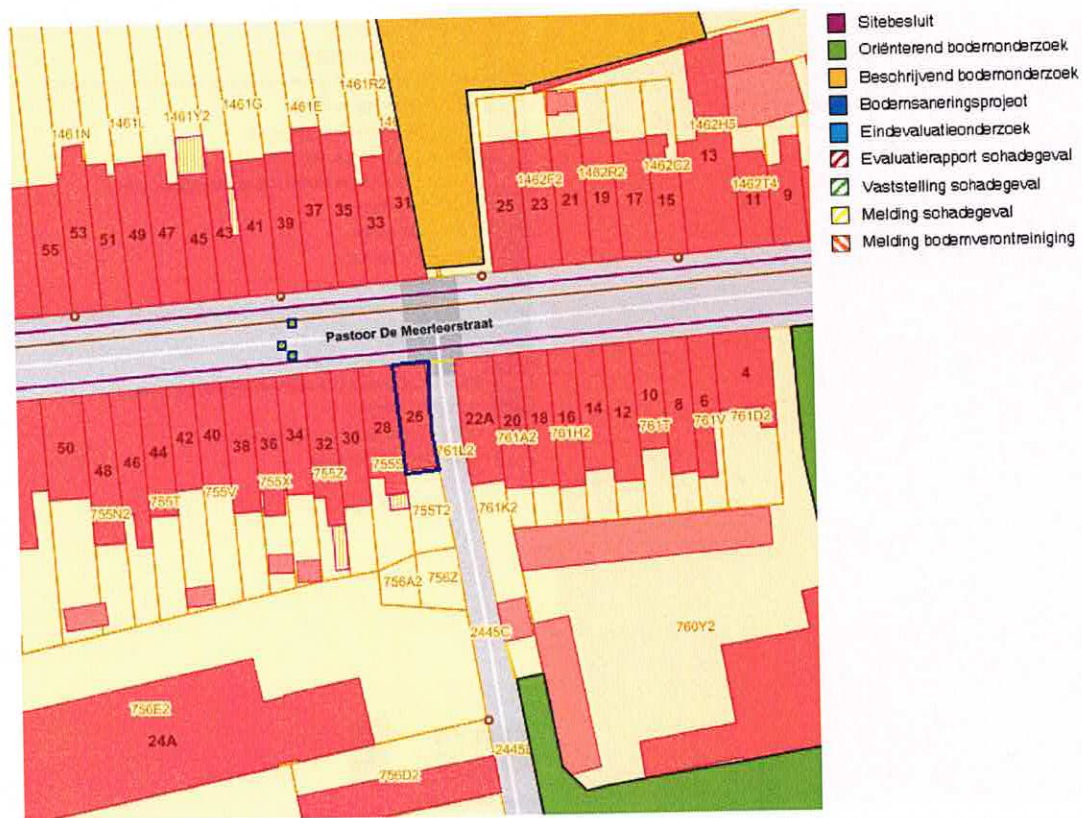 Sitebesluit
Oriënterend bodemonderzoek
Beschrijvend bodemonderzoek
Bodemsaneringsproject
Eindevaluatieonderzoek
Evaluatierapport schadegeval
Vaststelling schadegeval
Melding schadegeval
Melding bodemverontreiniging
1461N
1461L
1461Y2
1461G
1461E
1461R2
146
1462F2
1462R2
1462C2
1462H5
1462T4
55
53
51
49
47
45
43
41
39
37
35
33
31
25
23
21
19
17
15
13
11
9
Pastoor De Meerleerstraat
50
48
46
44
42
40
38
36
34
32
30
28
26
22A
20
18
16
14
12
10
8
6
4
755N2
755T
755V
755X
755Z
755S
755T2
761L2
761K2
761A2
761H2
761T
761V
761D2
756A2
756Z
2445C
760Y2
756E2
24A
2445
756D2